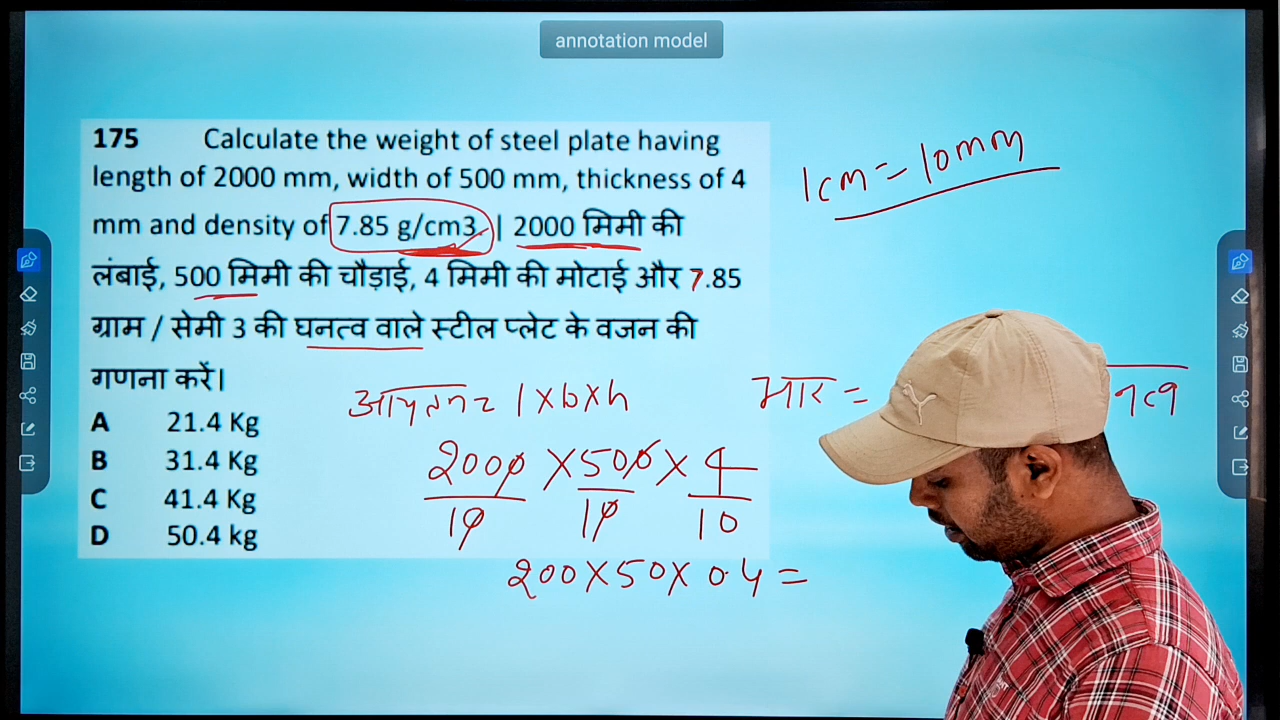 annotation model
175 Calculate the weight of steel plate having
length of 2000 mm, width of 500 mm, thickness of 4
mm and density of 7.85 g/cm3. | 2000 मिमी की
लंबाई, 500 मिमी की चौड़ाई, 4 मिमी की मोटाई और 7.85
ग्राम / सेमी 3 की घनत्व वाले स्टील प्लेट के वजन की
गणना करें।
A 21.4 Kg
B 31.4 Kg
C 41.4 Kg
D 50.4 kg
1cm = 10mm
आयतन = l×b×h
2000 × 500 × 4
10 10 10
200×50×0.4 =
भार =